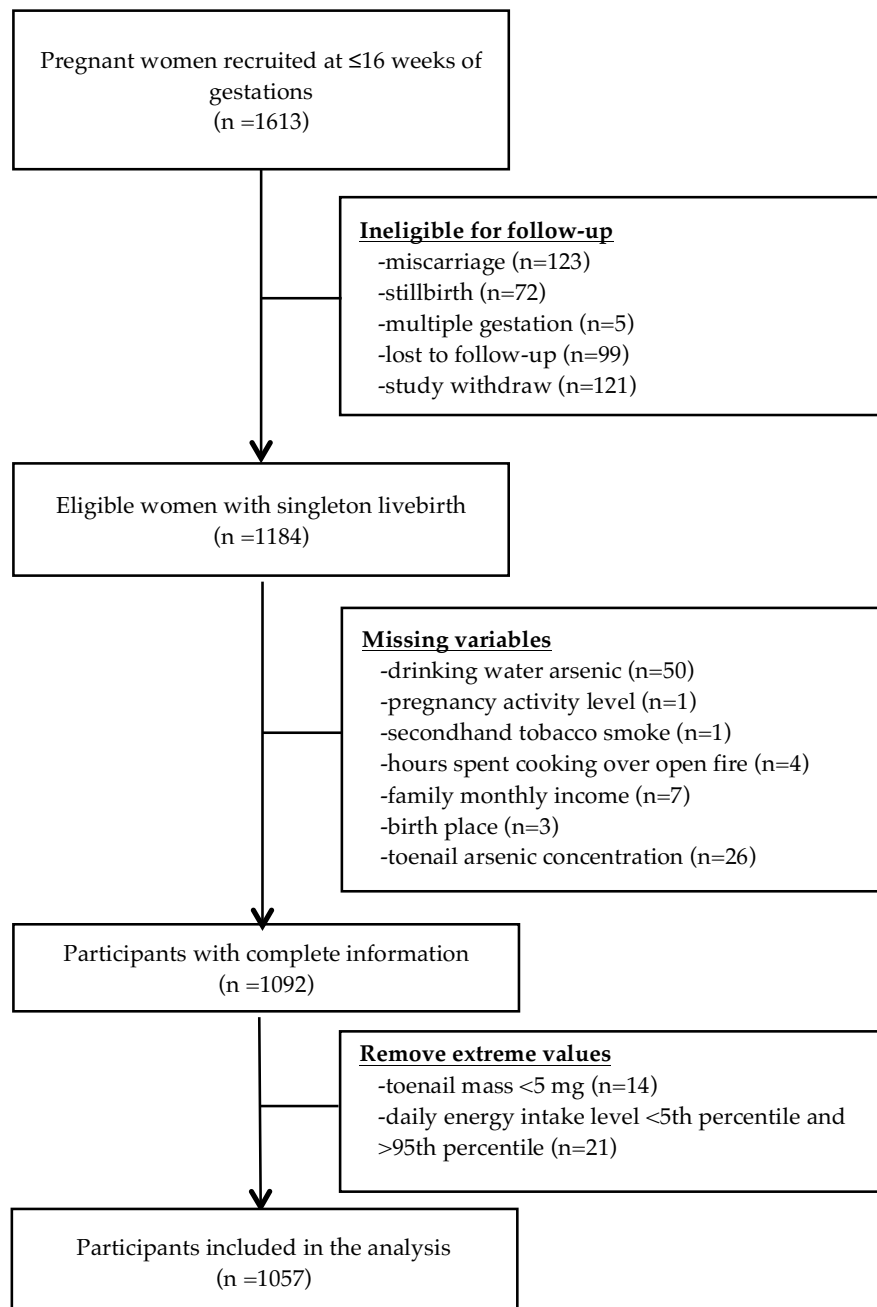 Pregnant women recruited at ≤16 weeks of
gestations
(n =1613)
Ineligible for follow-up
-miscarriage (n=123)
-stillbirth (n=72)
-multiple gestation (n=5)
-lost to follow-up (n=99)
-study withdraw (n=121)
Eligible women with singleton livebirth
(n =1184)
Missing variables
-drinking water arsenic (n=50)
-pregnancy activity level (n=1)
-secondhand tobacco smoke (n=1)
-hours spent cooking over open fire (n=4)
-family monthly income (n=7)
-birth place (n=3)
-toenail arsenic concentration (n=26)
Participants with complete information
(n =1092)
Remove extreme values
-toenail mass <5 mg (n=14)
-daily energy intake level <5th percentile and
>95th percentile (n=21)
Participants included in the analysis
(n =1057)